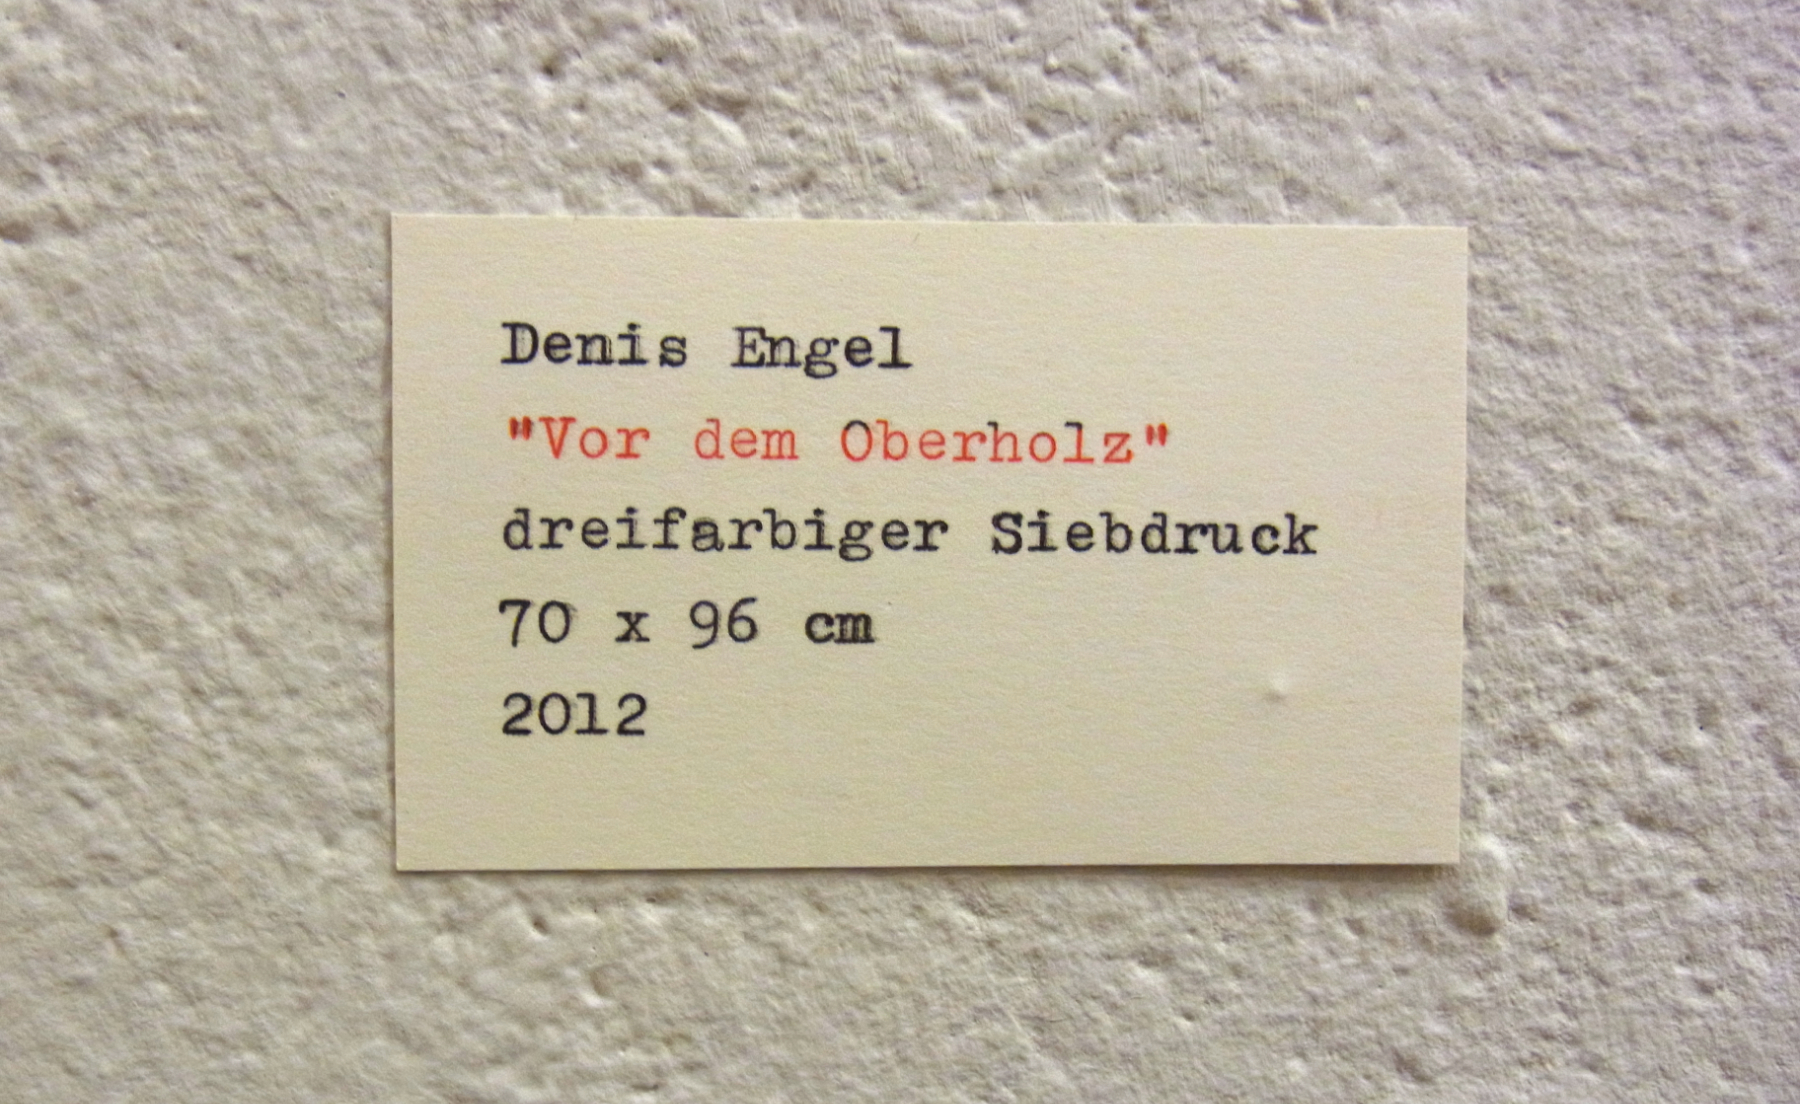 Denis Engel
"Vor dem Oberholz"
dreifarbiger Siebdruck
70 x 96 cm
2012